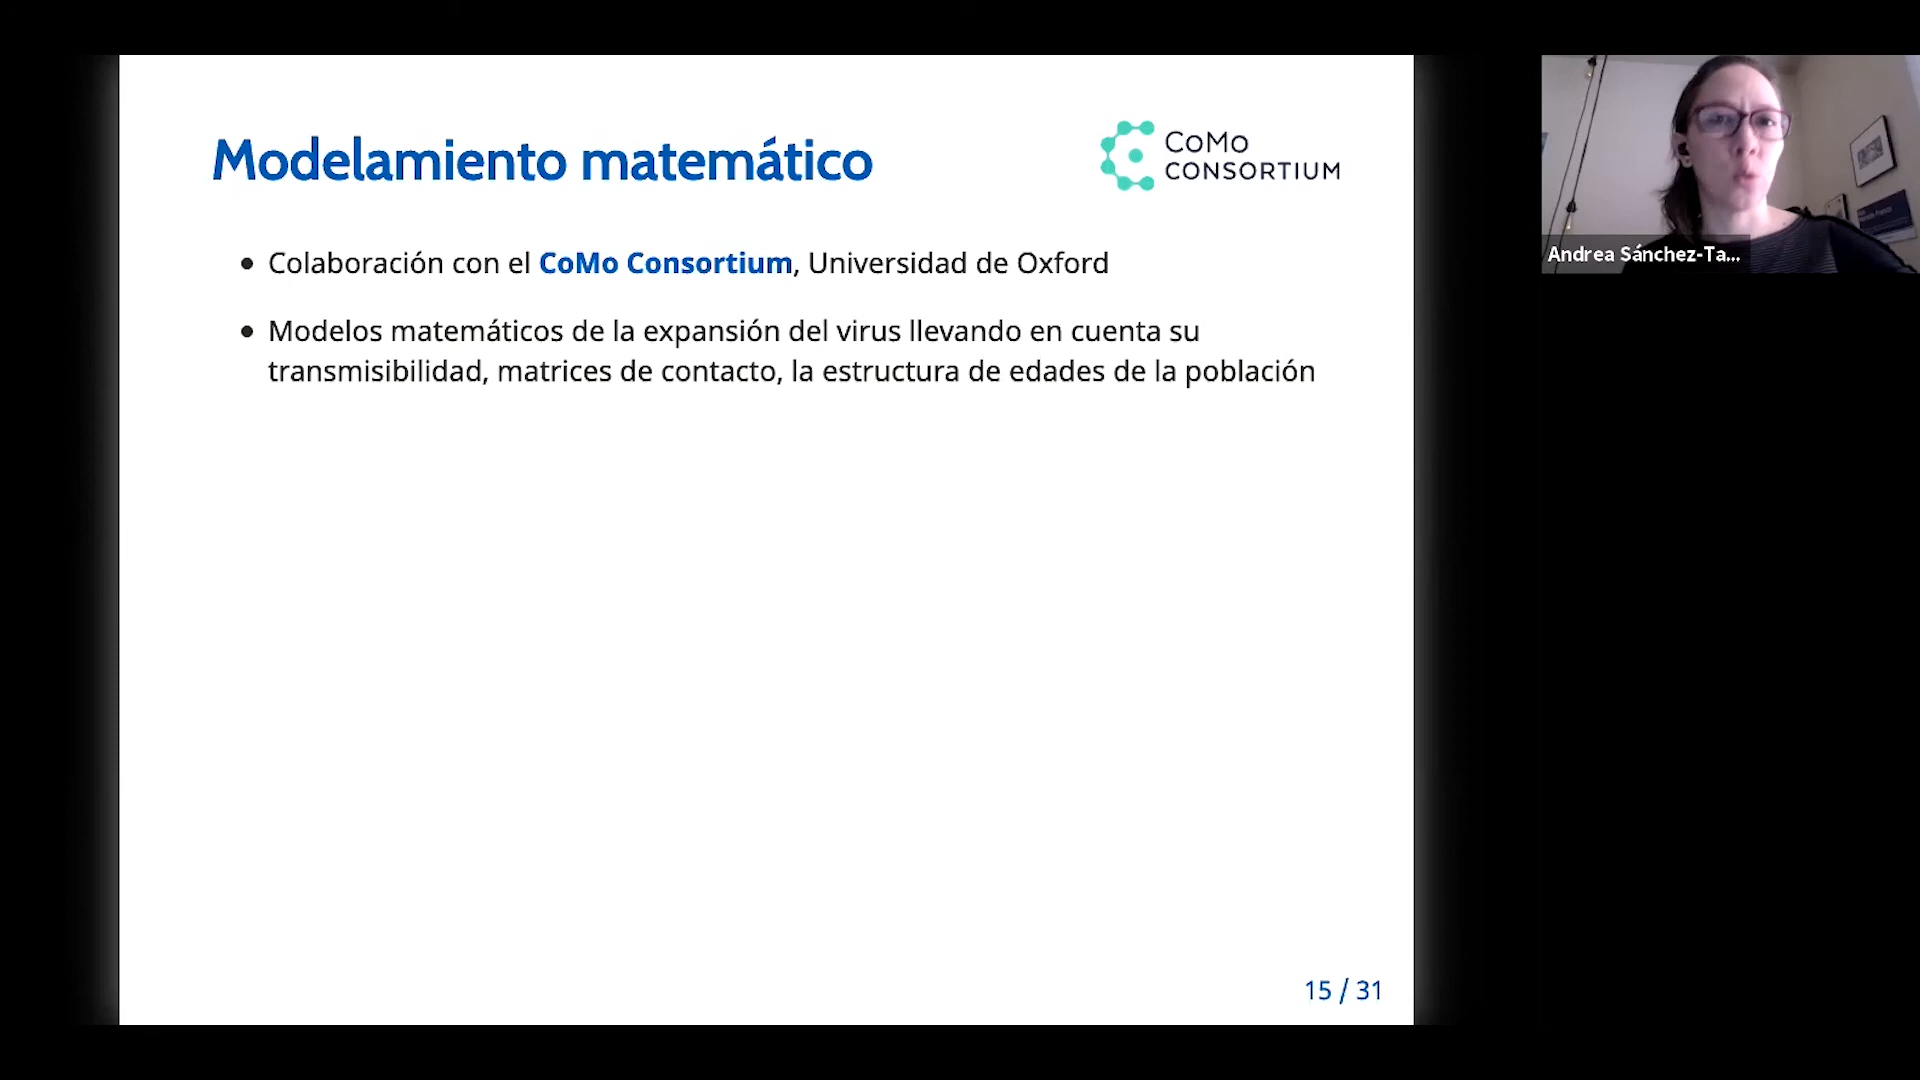 Modelamiento matemático
CoMo
CONSORTIUM
• Colaboración con el CoMo Consortium, Universidad de Oxford
• Modelos matemáticos de la expansión del virus llevando en cuenta su
transmisibilidad, matrices de contacto, la estructura de edades de la población
15 / 31
Andrea Sánchez-Ta...